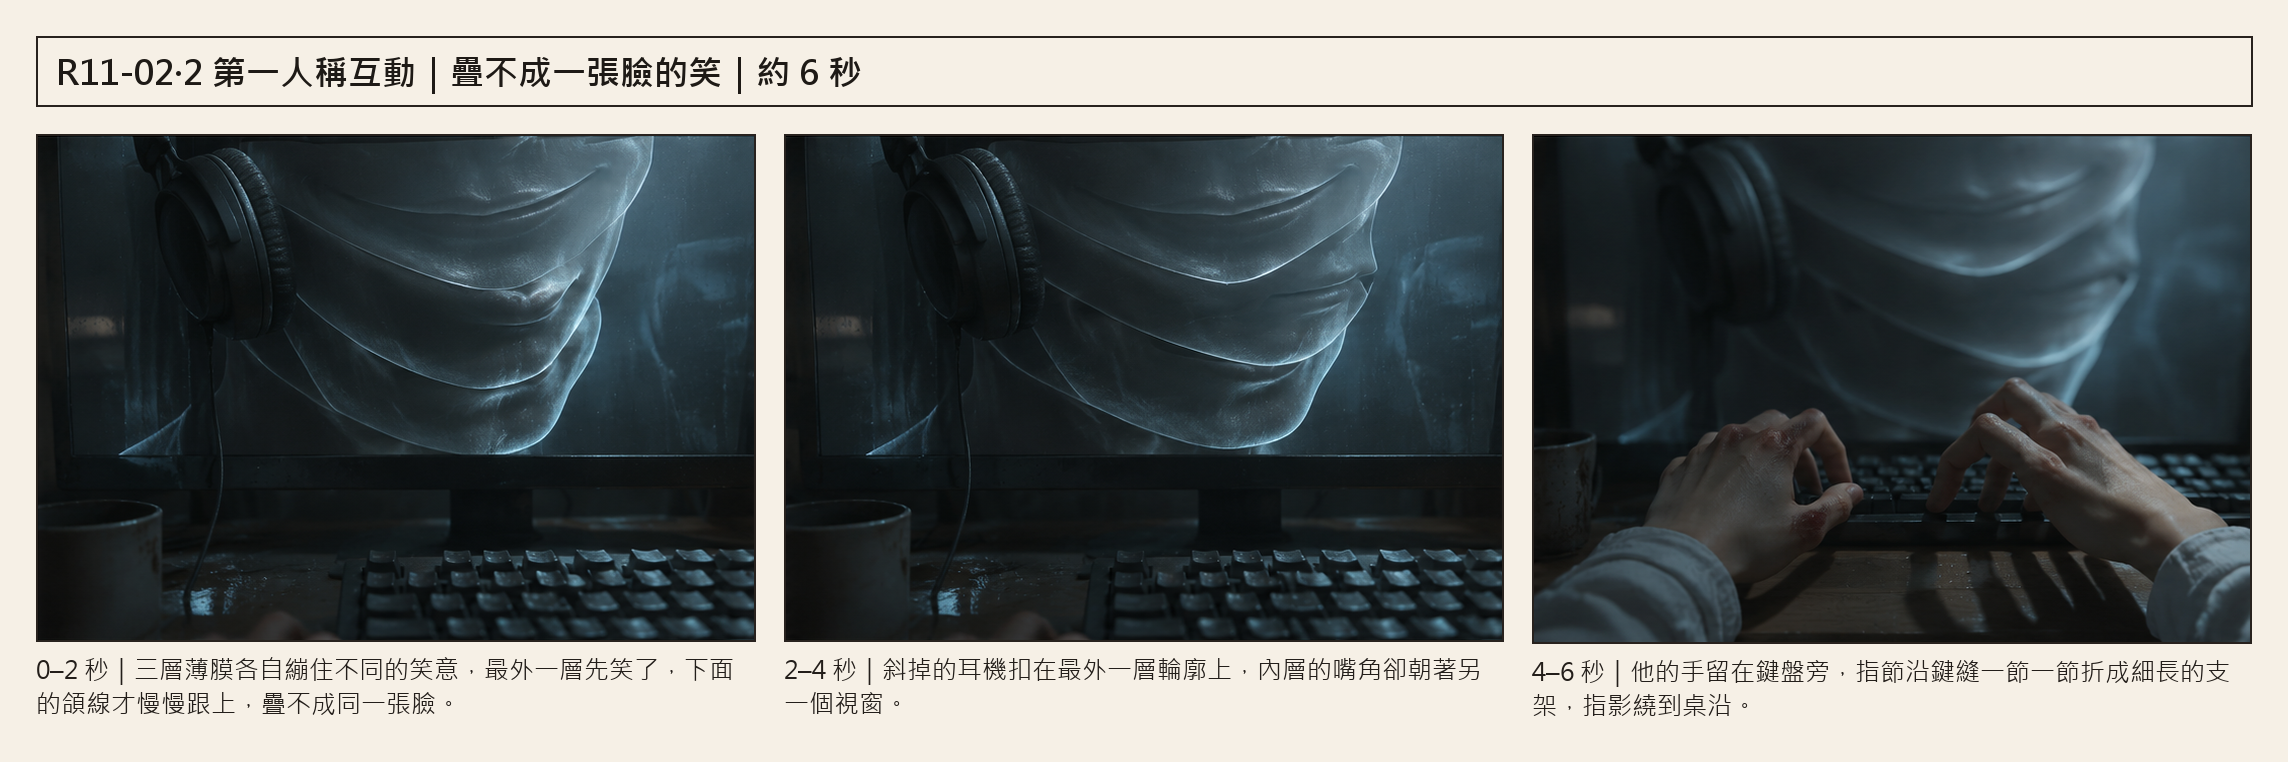 R11-02·2 第一人稱互動｜疊不成一張臉的笑｜約 6 秒
0–2 秒｜三層薄膜各自繃住不同的笑意，最外一層先笑了，下面
的頜線才慢慢跟上，疊不成同一張臉。
2–4 秒｜斜掉的耳機扣在最外一層輪廓上，內層的嘴角卻朝著另
一個視窗。
4–6 秒｜他的手留在鍵盤旁，指節沿鍵縫一節一節折成細長的支
架，指影繞到桌沿。